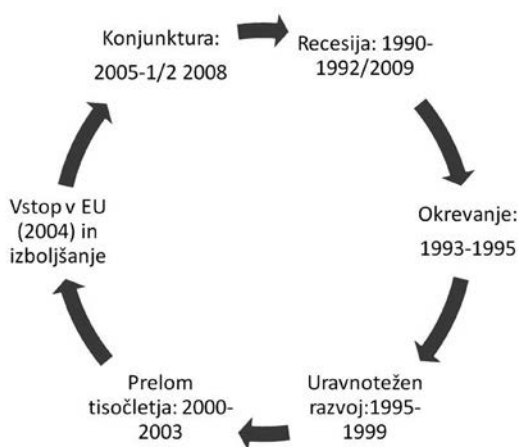 Konjunktura:
2005-1/2 2008
Recesija: 1990-
1992/2009
Okrevanje:
1993-1995
Uravnotežen
razvoj:1995-
1999
Prelom
tisočletja: 2000-
2003
Vstop v EU
(2004) in
izboljšanje